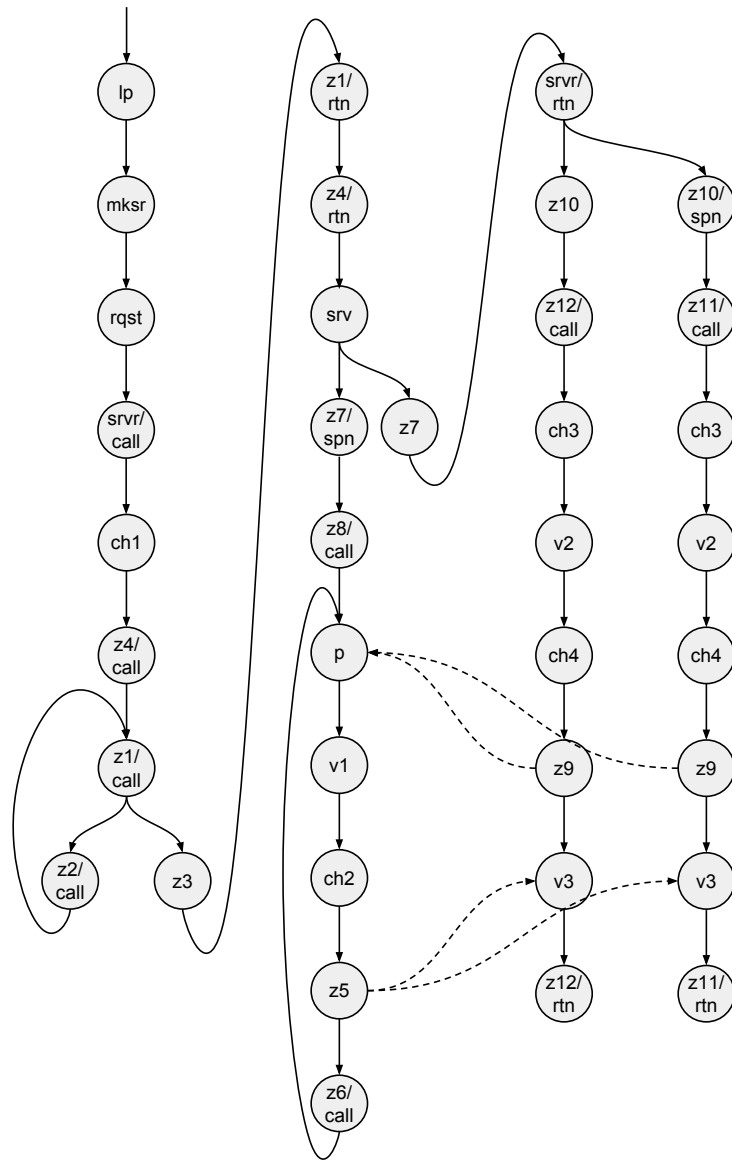 lp
mksr
rqst
srvr/
call
ch1
z4/
call
z1/
call
z2/
call
z3
z1/
rtn
z4/
rtn
srv
z7/
spn
z7
z8/
call
p
v1
ch2
z5
z6/
call
srvr/
rtn
z10
z12/
call
ch3
v2
ch4
z9
v3
z12/
rtn
z10/
spn
z11/
call
ch3
v2
ch4
z9
v3
z11/
rtn